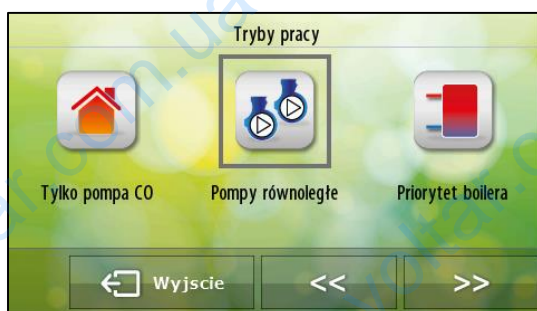 Tryby pracy
Tylko pompa CO Pompy równoległe Priorytet boilera
Wyjscie << >>